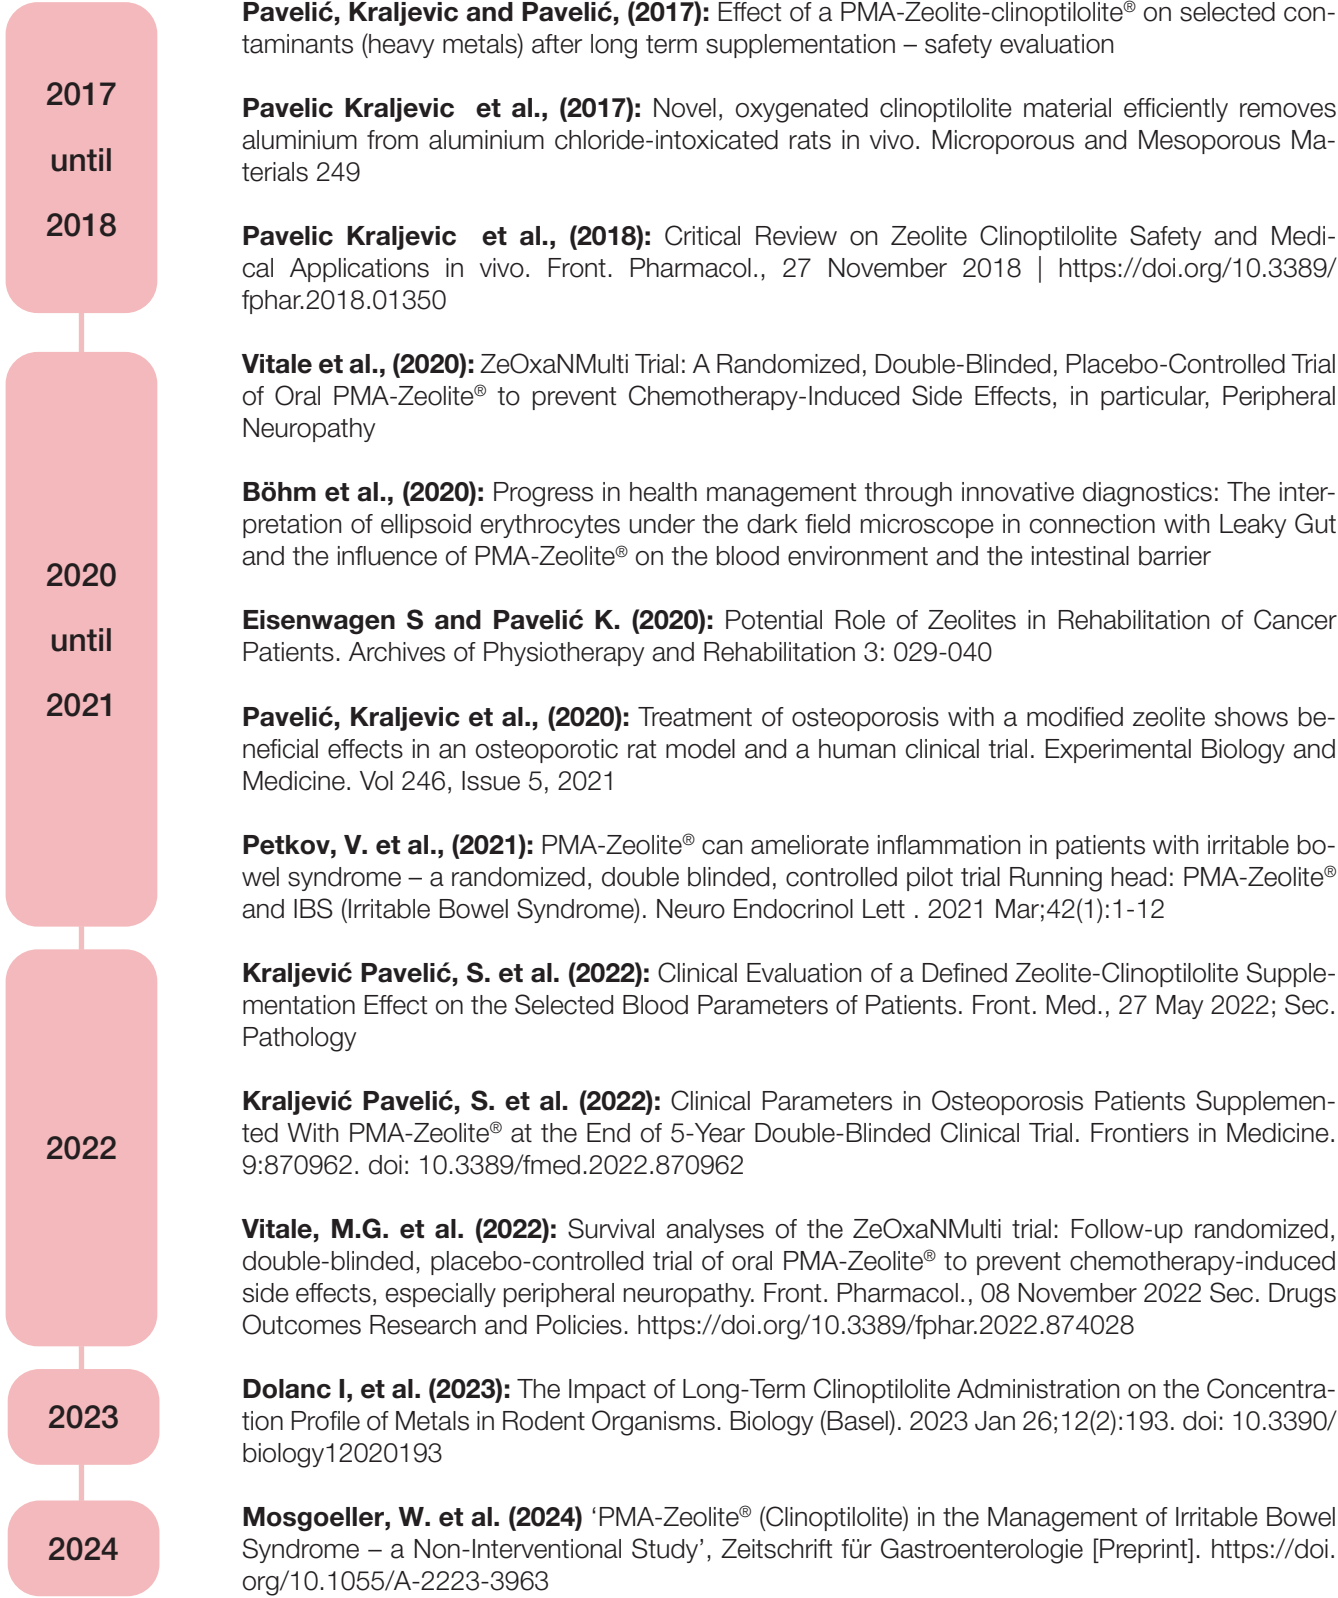 2017
until
2018
Pavelić, Kraljevic and Pavelić, (2017): Effect of a PMA-Zeolite-clinoptilolite® on selected con-
taminants (heavy metals) after long term supplementation – safety evaluation
Pavelic Kraljevic et al., (2017): Novel, oxygenated clinoptilolite material efficiently removes
aluminium from aluminium chloride-intoxicated rats in vivo. Microporous and Mesoporous Ma-
terials 249
Pavelic Kraljevic et al., (2018): Critical Review on Zeolite Clinoptilolite Safety and Medi-
cal Applications in vivo. Front. Pharmacol., 27 November 2018 | https://doi.org/10.3389/
fphar.2018.01350
2020
until
2021
Vitale et al., (2020): ZeOxaNMulti Trial: A Randomized, Double-Blinded, Placebo-Controlled Trial
of Oral PMA-Zeolite® to prevent Chemotherapy-Induced Side Effects, in particular, Peripheral
Neuropathy
Böhm et al., (2020): Progress in health management through innovative diagnostics: The inter-
pretation of ellipsoid erythrocytes under the dark field microscope in connection with Leaky Gut
and the influence of PMA-Zeolite® on the blood environment and the intestinal barrier
Eisenwagen S and Pavelić K. (2020): Potential Role of Zeolites in Rehabilitation of Cancer
Patients. Archives of Physiotherapy and Rehabilitation 3: 029-040
Pavelić, Kraljevic et al., (2020): Treatment of osteoporosis with a modified zeolite shows be-
neficial effects in an osteoporotic rat model and a human clinical trial. Experimental Biology and
Medicine. Vol 246, Issue 5, 2021
Petkov, V. et al., (2021): PMA-Zeolite® can ameliorate inflammation in patients with irritable bo-
wel syndrome – a randomized, double blinded, controlled pilot trial Running head: PMA-Zeolite®
and IBS (Irritable Bowel Syndrome). Neuro Endocrinol Lett . 2021 Mar;42(1):1-12
2022
Kraljević Pavelić, S. et al. (2022): Clinical Evaluation of a Defined Zeolite-Clinoptilolite Supple-
mentation Effect on the Selected Blood Parameters of Patients. Front. Med., 27 May 2022; Sec.
Pathology
Kraljević Pavelić, S. et al. (2022): Clinical Parameters in Osteoporosis Patients Supplemen-
ted With PMA-Zeolite® at the End of 5-Year Double-Blinded Clinical Trial. Frontiers in Medicine.
9:870962. doi: 10.3389/fmed.2022.870962
Vitale, M.G. et al. (2022): Survival analyses of the ZeOxaNMulti trial: Follow-up randomized,
double-blinded, placebo-controlled trial of oral PMA-Zeolite® to prevent chemotherapy-induced
side effects, especially peripheral neuropathy. Front. Pharmacol., 08 November 2022 Sec. Drugs
Outcomes Research and Policies. https://doi.org/10.3389/fphar.2022.874028
2023
Dolanc I, et al. (2023): The Impact of Long-Term Clinoptilolite Administration on the Concentra-
tion Profile of Metals in Rodent Organisms. Biology (Basel). 2023 Jan 26;12(2):193. doi: 10.3390/
biology12020193
2024
Mosgoeller, W. et al. (2024) ‘PMA-Zeolite® (Clinoptilolite) in the Management of Irritable Bowel
Syndrome – a Non-Interventional Study’, Zeitschrift für Gastroenterologie [Preprint]. https://doi.
org/10.1055/A-2223-3963